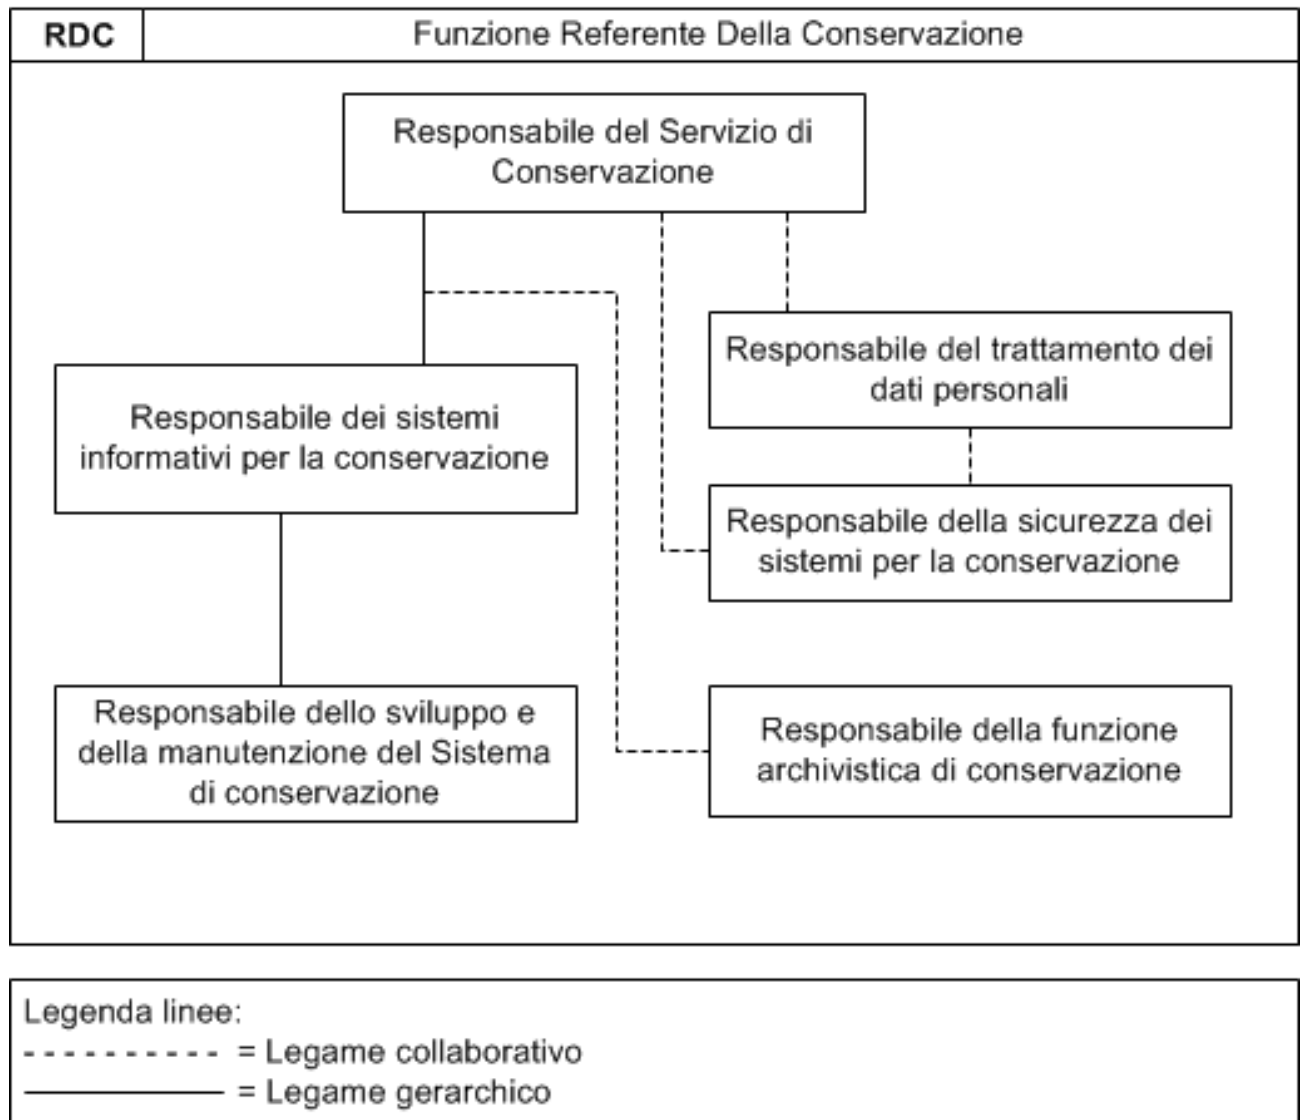 RDC
Funzione Referente Della Conservazione
Responsabile del Servizio di
Conservazione
Responsabile del trattamento dei
dati personali
Responsabile dei sistemi
informativi per la conservazione
Responsabile della sicurezza dei
sistemi per la conservazione
Responsabile dello sviluppo e
della manutenzione del Sistema
di conservazione
Responsabile della funzione
archivistica di conservazione
Legenda linee:
= Legame collaborativo
= Legame gerarchico